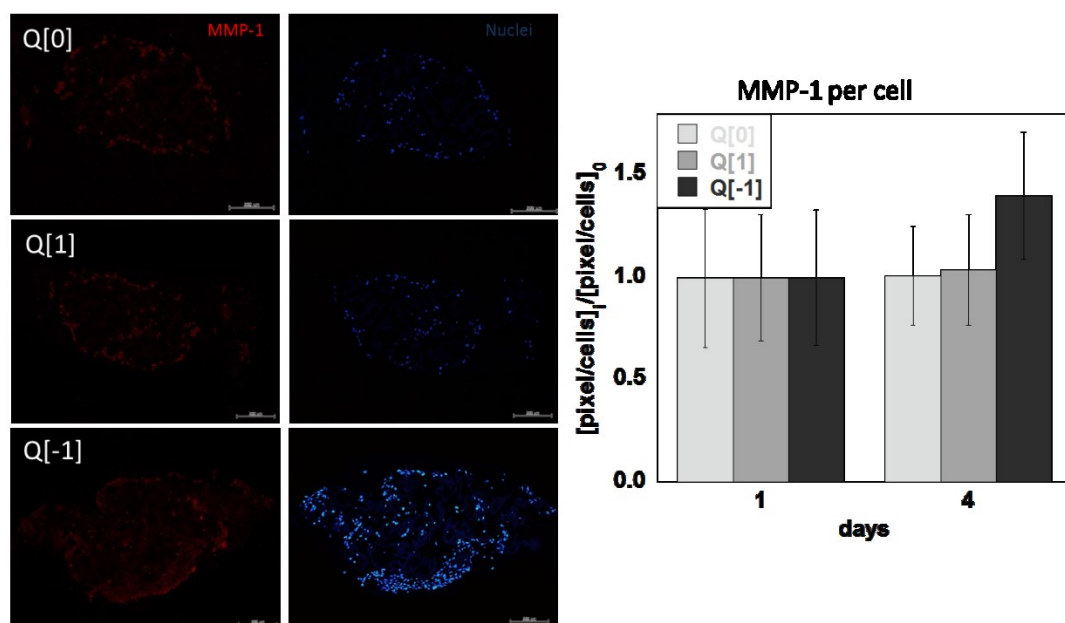 Q[0]
MMP-1
Nuclei
Q[1]
Q[-1]
MMP-1 per cell
Q[0]
Q[1]
Q[-1]
[pixel/cells]i/[pixel/cells]0
1.5
1.0
0.5
0.0
1
4
days